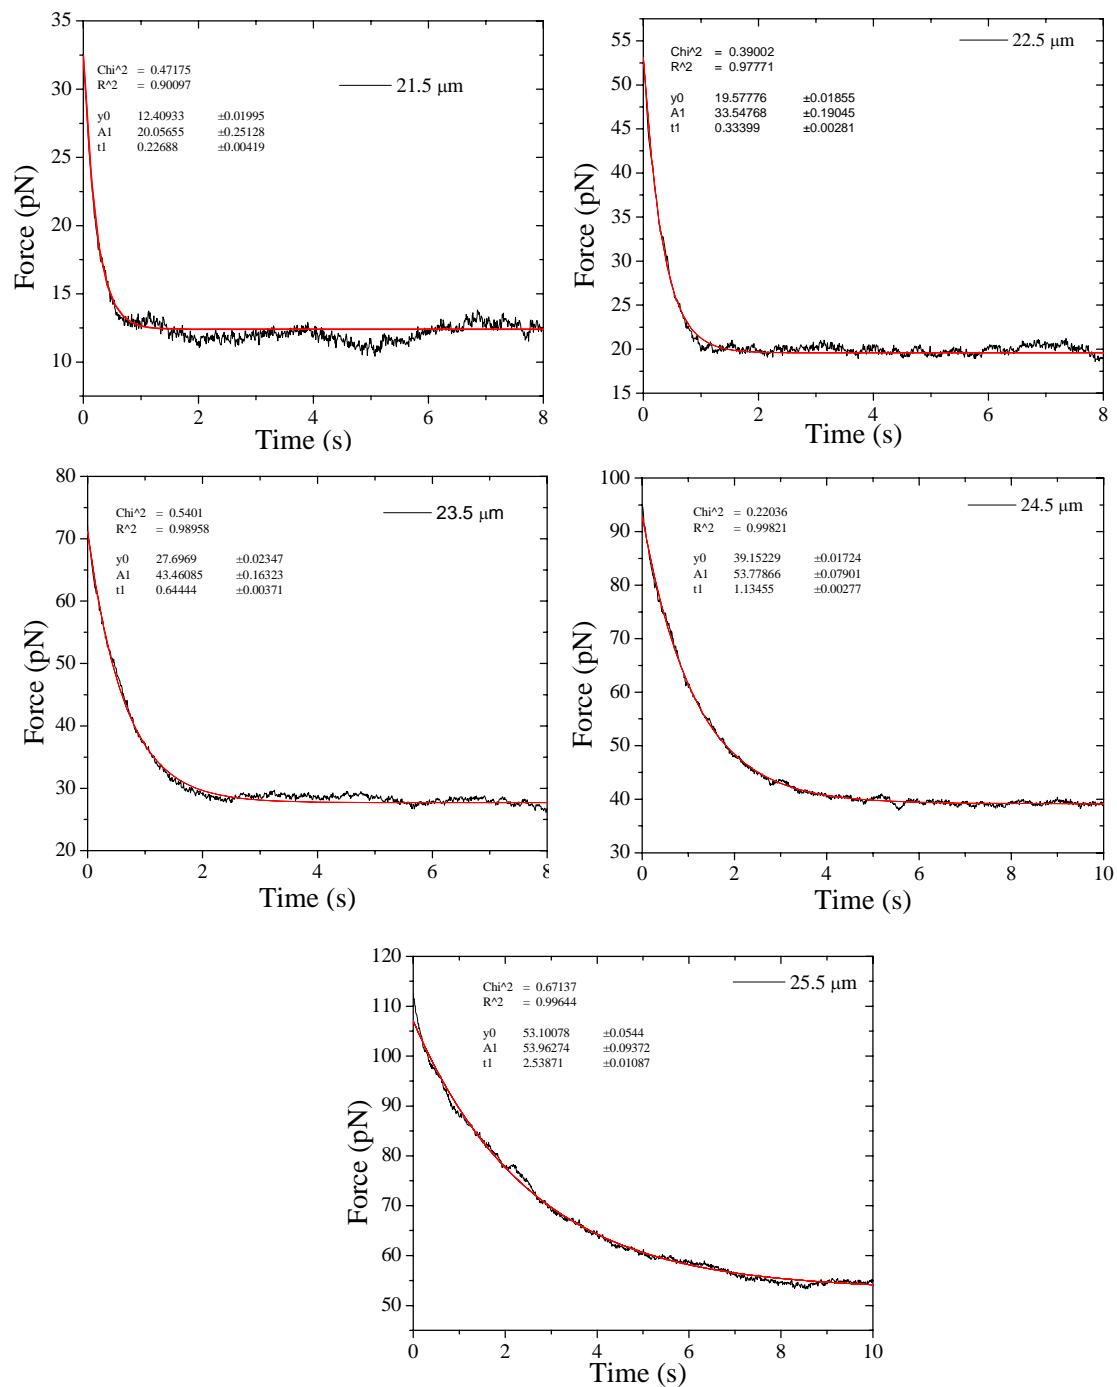 35
30
25
20
15
10
Force (pN)
Chi^2 = 0.47175
R^2 = 0.90097
y0 12.40933 ±0.01995
A1 20.05655 ±0.25128
t1 0.22688 ±0.00419
21.5 μm
0 2 4 6 8
Time (s)
55
50
45
40
35
30
25
20
15
Force (pN)
Chi^2 = 0.39002
R^2 = 0.97771
y0 19.57776 ±0.01855
A1 33.54768 ±0.19045
t1 0.33399 ±0.00281
22.5 μm
0 2 4 6 8
Time (s)
80
70
60
50
40
30
20
Force (pN)
Chi^2 = 0.5401
R^2 = 0.98958
y0 27.6969 ±0.02347
A1 43.46085 ±0.16323
t1 0.64444 ±0.00371
23.5 μm
0 2 4 6 8
Time (s)
100
90
80
70
60
50
40
30
Force (pN)
Chi^2 = 0.22036
R^2 = 0.99821
y0 39.15229 ±0.01724
A1 53.77866 ±0.07901
t1 1.13455 ±0.00277
24.5 μm
0 2 4 6 8 10
Time (s)
120
110
100
90
80
70
60
50
Force (pN)
Chi^2 = 0.67137
R^2 = 0.99644
y0 53.10078 ±0.0544
A1 53.96274 ±0.09372
t1 2.53871 ±0.01087
25.5 μm
0 2 4 6 8 10
Time (s)